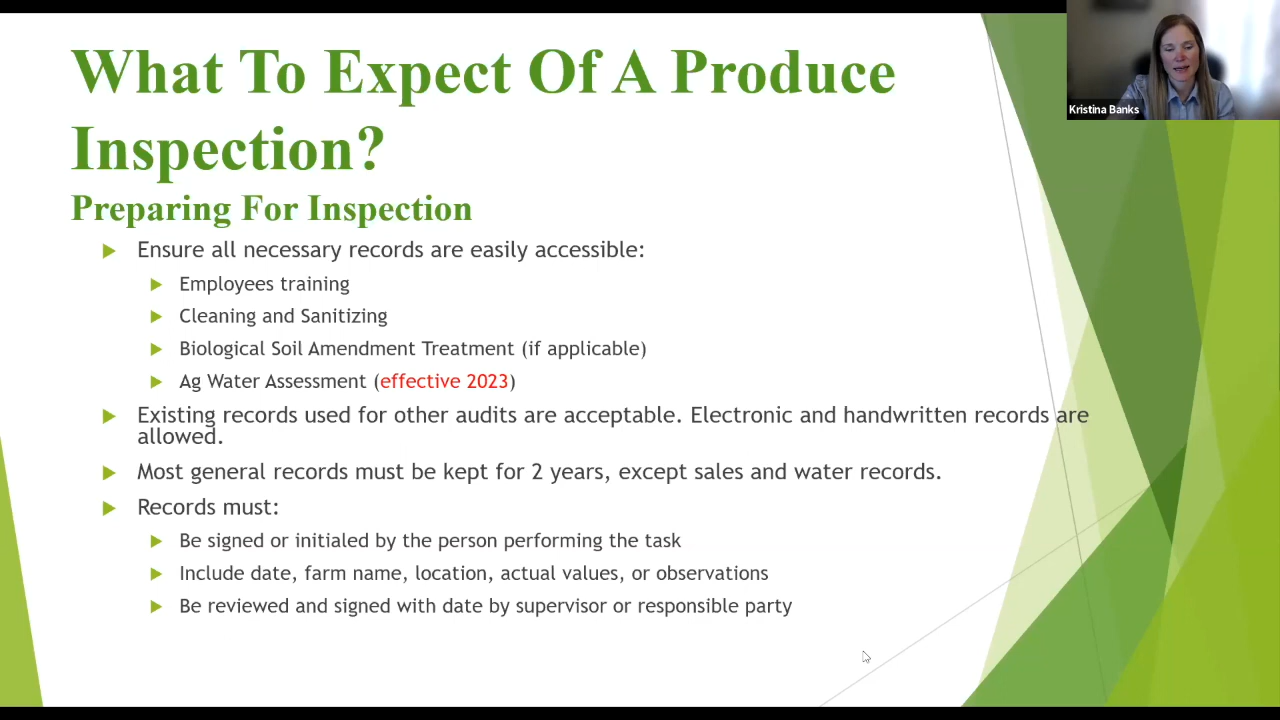 What To Expect Of A Produce
Inspection?
Preparing For Inspection
Ensure all necessary records are easily accessible:
Employees training
Cleaning and Sanitizing
Biological Soil Amendment Treatment (if applicable)
Ag Water Assessment (effective 2023)
Existing records used for other audits are acceptable. Electronic and handwritten records are
allowed.
Most general records must be kept for 2 years, except sales and water records.
Records must:
Be signed or initialed by the person performing the task
Include date, farm name, location, actual values, or observations
Be reviewed and signed with date by supervisor or responsible party
Kristina Banks